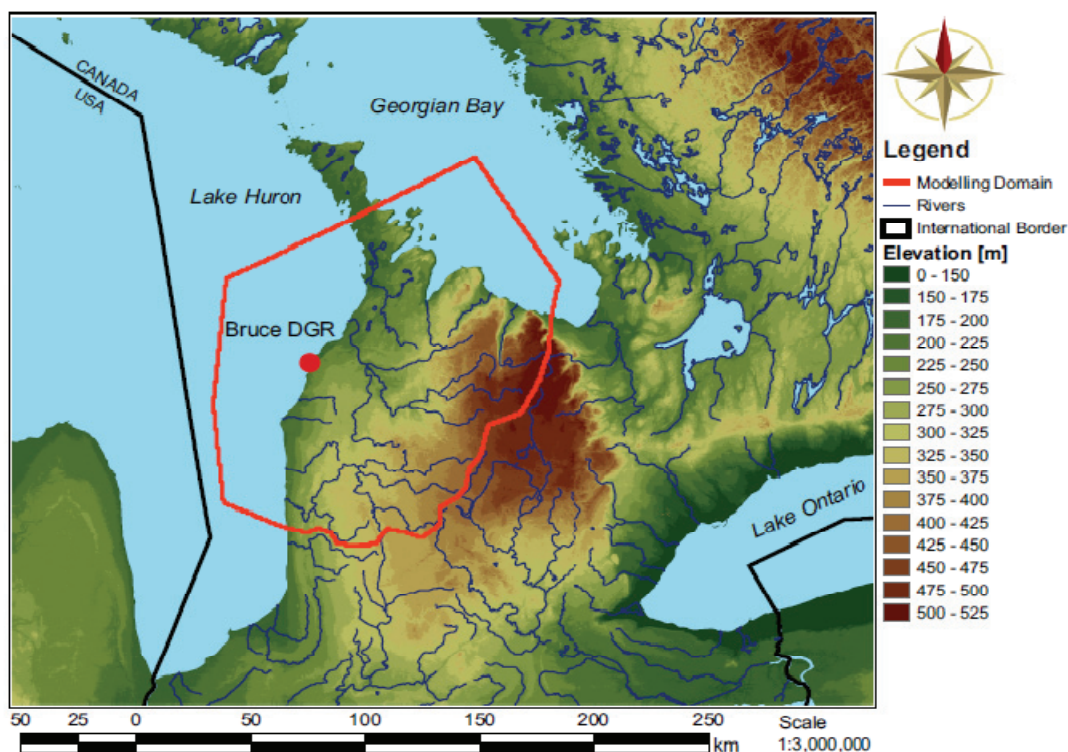 CANADA
USA
Georgian Bay
Lake Huron
Bruce DGR
Lake Ontario
Legend
Modelling Domain
Rivers
International Border
Elevation [m]
0 - 150
150 - 175
175 - 200
200 - 225
225 - 250
250 - 275
275 - 300
300 - 325
325 - 350
350 - 375
375 - 400
400 - 425
425 - 450
450 - 475
475 - 500
500 - 525
50 25 0 50 100 150 200 250 Scale
km 1:3,000,000